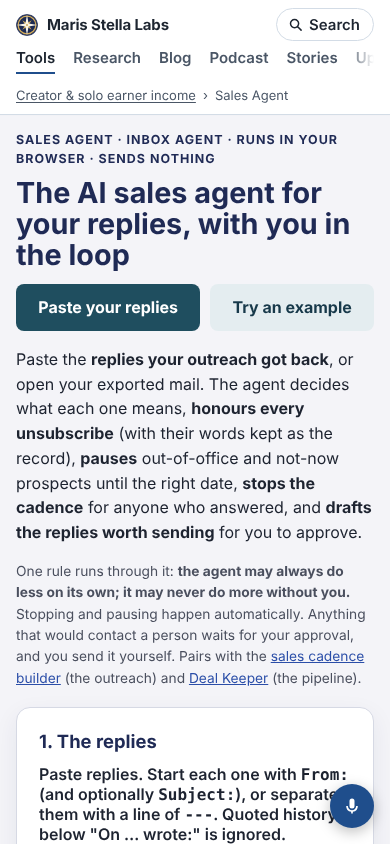 Maris Stella Labs
Search
Tools Research Blog Podcast Stories Up
Creator & solo earner income › Sales Agent
SALES AGENT · INBOX AGENT · RUNS IN YOUR
BROWSER · SENDS NOTHING
The AI sales agent for
your replies, with you in
the loop
Paste your replies
Try an example
Paste the replies your outreach got back, or
open your exported mail. The agent decides
what each one means, honours every
unsubscribe (with their words kept as the
record), pauses out-of-office and not-now
prospects until the right date, stops the
cadence for anyone who answered, and drafts
the replies worth sending for you to approve.
One rule runs through it: the agent may always do
less on its own; it may never do more without you.
Stopping and pausing happen automatically. Anything
that would contact a person waits for your approval,
and you send it yourself. Pairs with the sales cadence
builder (the outreach) and Deal Keeper (the pipeline).
1. The replies
Paste replies. Start each one with From:
(and optionally Subject:), or separate
them with a line of ---. Quoted history
below "On ... wrote:" is ignored.